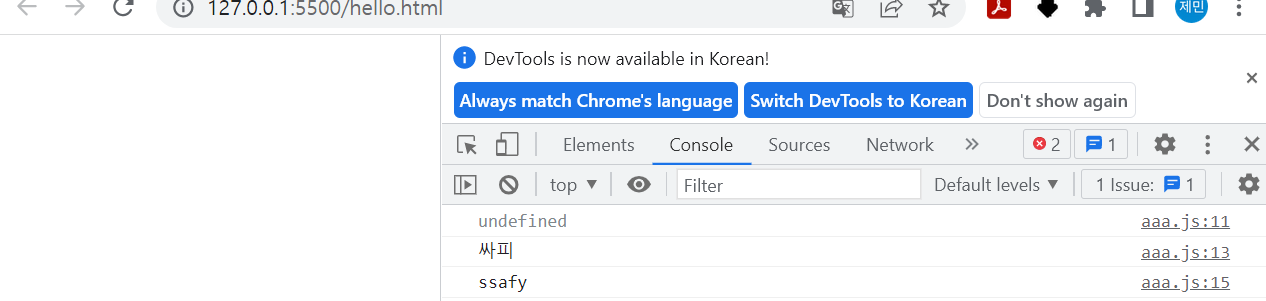 127.0.0.1:5500/hello.html 제민
DevTools is now available in Korean!
Always match Chrome's language Switch DevTools to Korean Don't show again
Elements Console Sources Network 2 1
top Filter Default levels 1 Issue: 1
undefined aaa.js:11
싸피 aaa.js:13
ssafy aaa.js:15